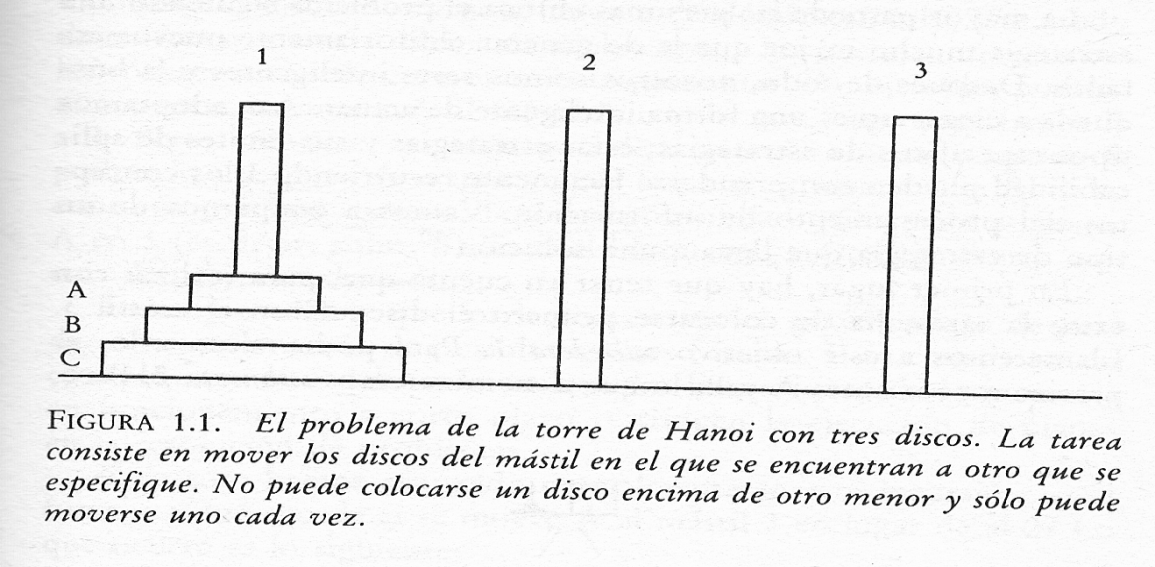 1 2 3
A
B
C
FIGURA 1.1. El problema de la torre de Hanoi con tres discos. La tarea
consiste en mover los discos del mástil en el que se encuentran a otro que se
especifique. No puede colocarse un disco encima de otro menor y sólo puede
moverse uno cada vez.